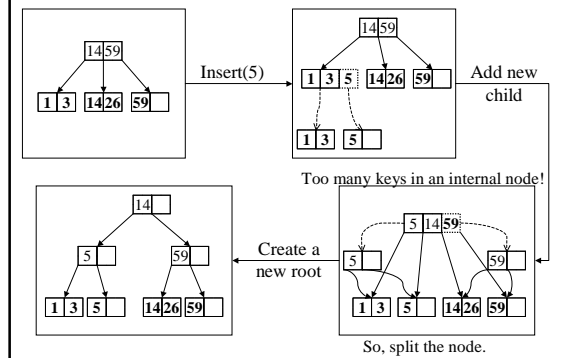 14 59
1 3 14 26 59
Insert(5)
14 59
1 3 5 14 26 59
1 3 5
Add new
child
Too many keys in an internal node!
5 14 59
5 59
1 3 5 14 26 59
So, split the node.
Create a
new root
14
5 59
1 3 5 14 26 59